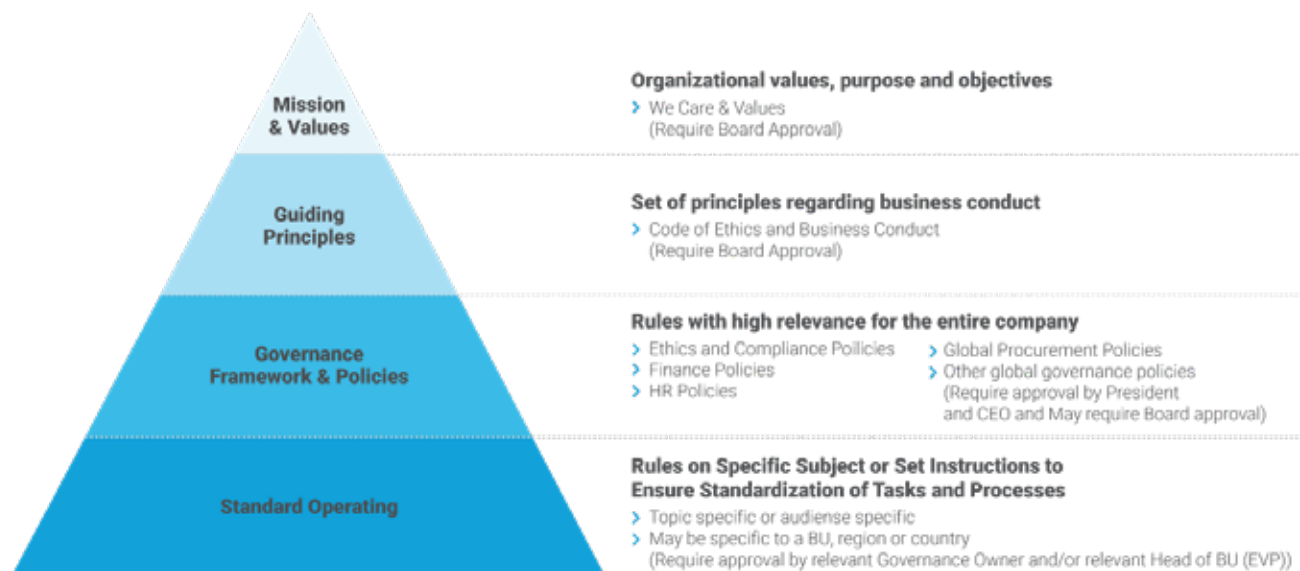 Mission
& Values
Organizational values, purpose and objectives
We Care & Values
(Require Board Approval)
Guiding
Principles
Set of principles regarding business conduct
Code of Ethics and Business Conduct
(Require Board Approval)
Governance
Framework & Policies
Rules with high relevance for the entire company
Ethics and Compliance Poilicies
Finance Policies
HR Policies
Global Procurement Policies
Other global governance policies
(Require approval by President
and CEO and May require Board approval)
Standard Operating
Rules on Specific Subject or Set Instructions to
Ensure Standardization of Tasks and Processes
Topic specific or audiense specific
May be specific to a BU, region or country
(Require approval by relevant Governance Owner and/or relevant Head of BU (EVP))